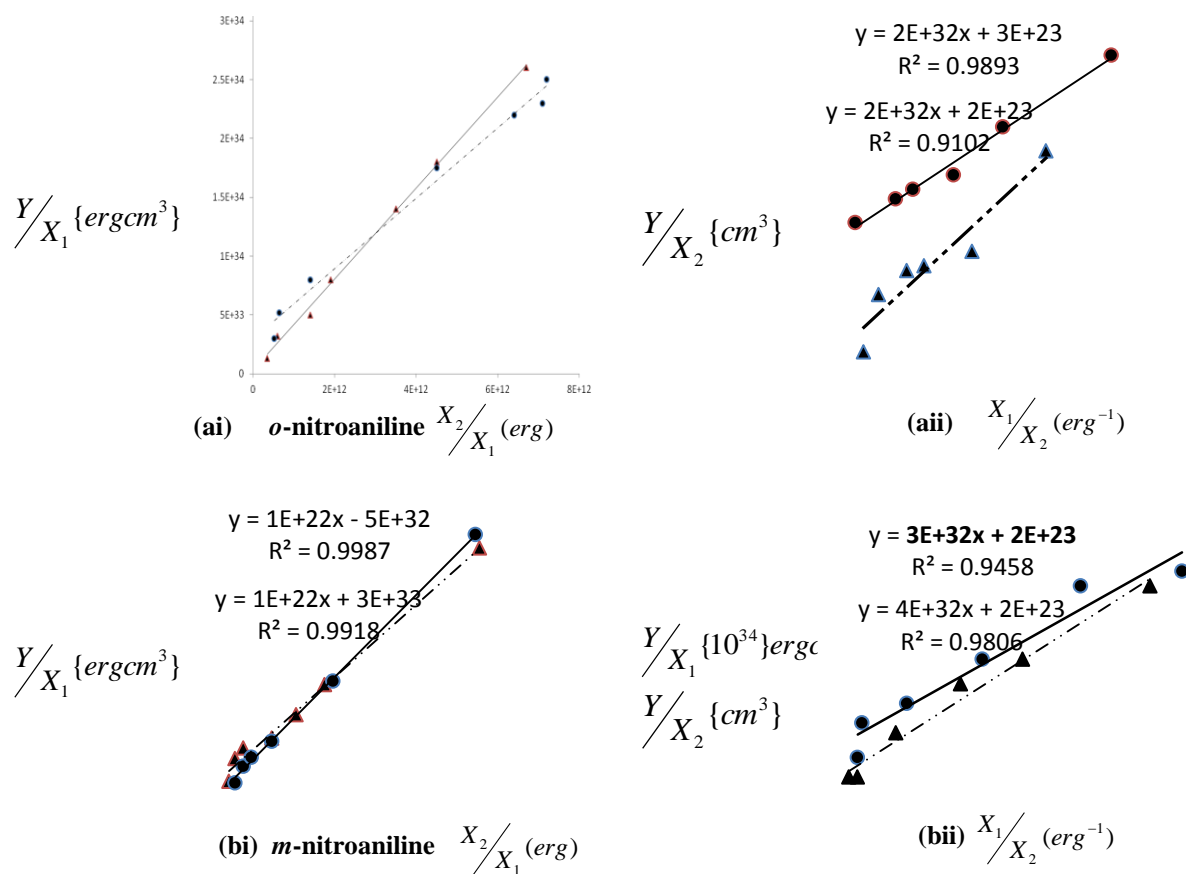 3E+34
2.5E+34
2E+34
1.5E+34
1E+34
5E+33
0
0 2E+12 4E+12 6E+12 8E+12
Y/X₁ {ergcm³}
(ai) o-nitroaniline X₂/X₁ (erg)
y = 2E+32x + 3E+23
R² = 0.9893
y = 2E+32x + 2E+23
R² = 0.9102
Y/X₂ {cm³}
(aii) X₁/X₂ (erg⁻¹)
y = 1E+22x - 5E+32
R² = 0.9987
y = 1E+22x + 3E+33
R² = 0.9918
Y/X₁ {ergcm³}
(bi) m-nitroaniline X₂/X₁ (erg)
y = 3E+32x + 2E+23
R² = 0.9458
y = 4E+32x + 2E+23
R² = 0.9806
Y/X₁ {10³⁴}ergc
Y/X₂ {cm³}
(bii) X₁/X₂ (erg⁻¹)